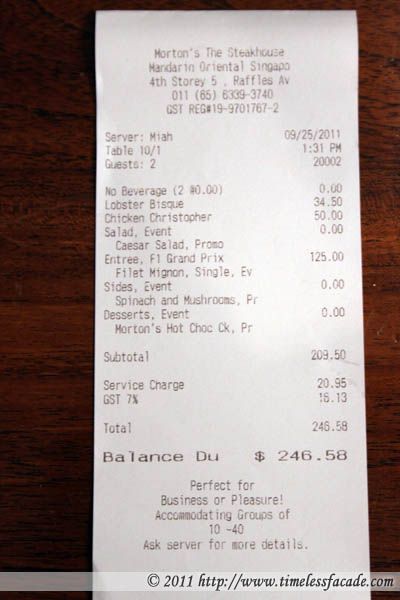 Morton's The Steakhouse
Mandarin Oriental Singapo
4th Storey 5 , Raffles Av
011 (65) 6339-3740
GST REG#19-9701767-2
Server: Miah 09/25/2011
Table 10/1 1:31 PM
Guests: 2 20002
No Beverage (2 @0.00) 0.00
Lobster Bisque 34.50
Chicken Christopher 50.00
Salad, Event 0.00
Caesar Salad, Promo
Entree, F1 Grand Prix 125.00
Filet Mignon, Single, Ev
Sides, Event 0.00
Spinach and Mushrooms, Pr
Desserts, Event 0.00
Morton's Hot Choc Ck, Pr
Subtotal 209.50
Service Charge 20.95
GST 7% 16.13
Total 246.58
Balance Du $ 246.58
Perfect for
Business or Pleasure!
Accommodating Groups of
10 -40
Ask server for more details.
© 2011 http://www.timelessfacade.com